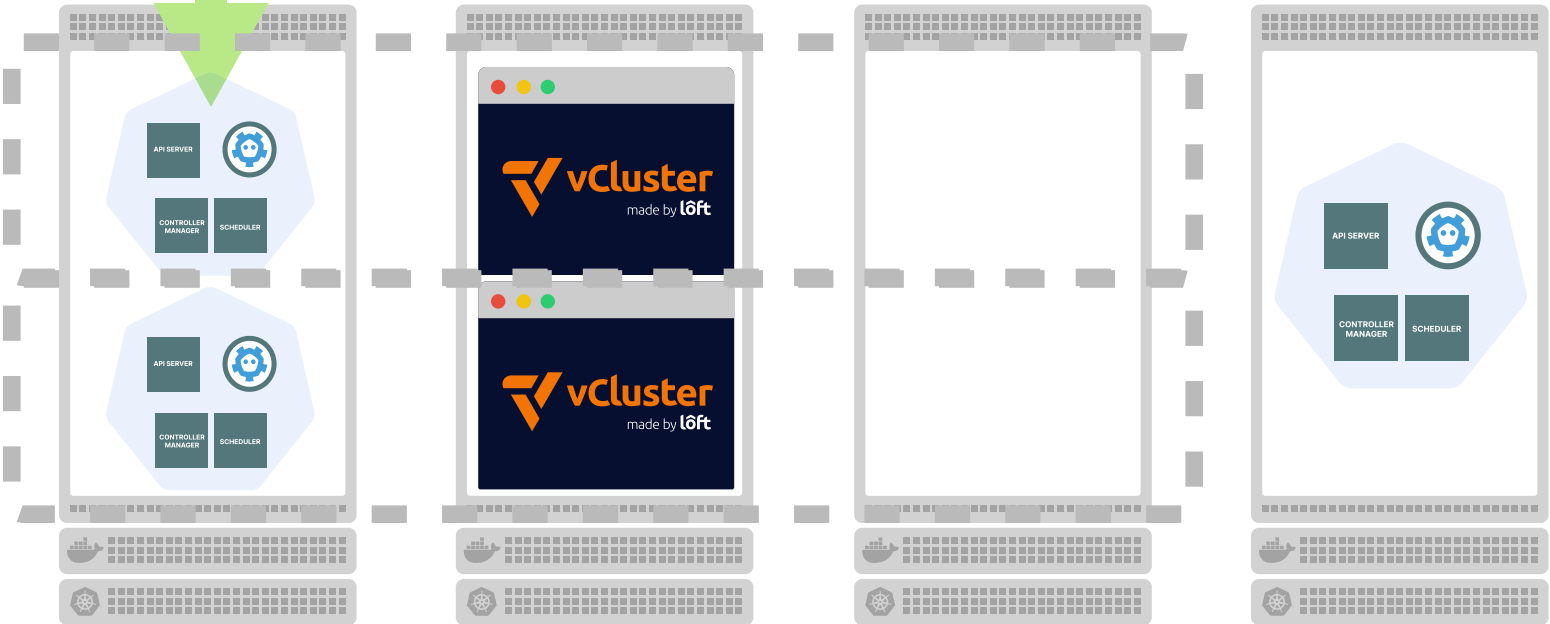 API SERVER
CONTROLLER
MANAGER
SCHEDULER
vCluster
made by lôft
API SERVER
CONTROLLER
MANAGER
SCHEDULER
API SERVER
CONTROLLER
MANAGER
SCHEDULER
vCluster
made by lôft